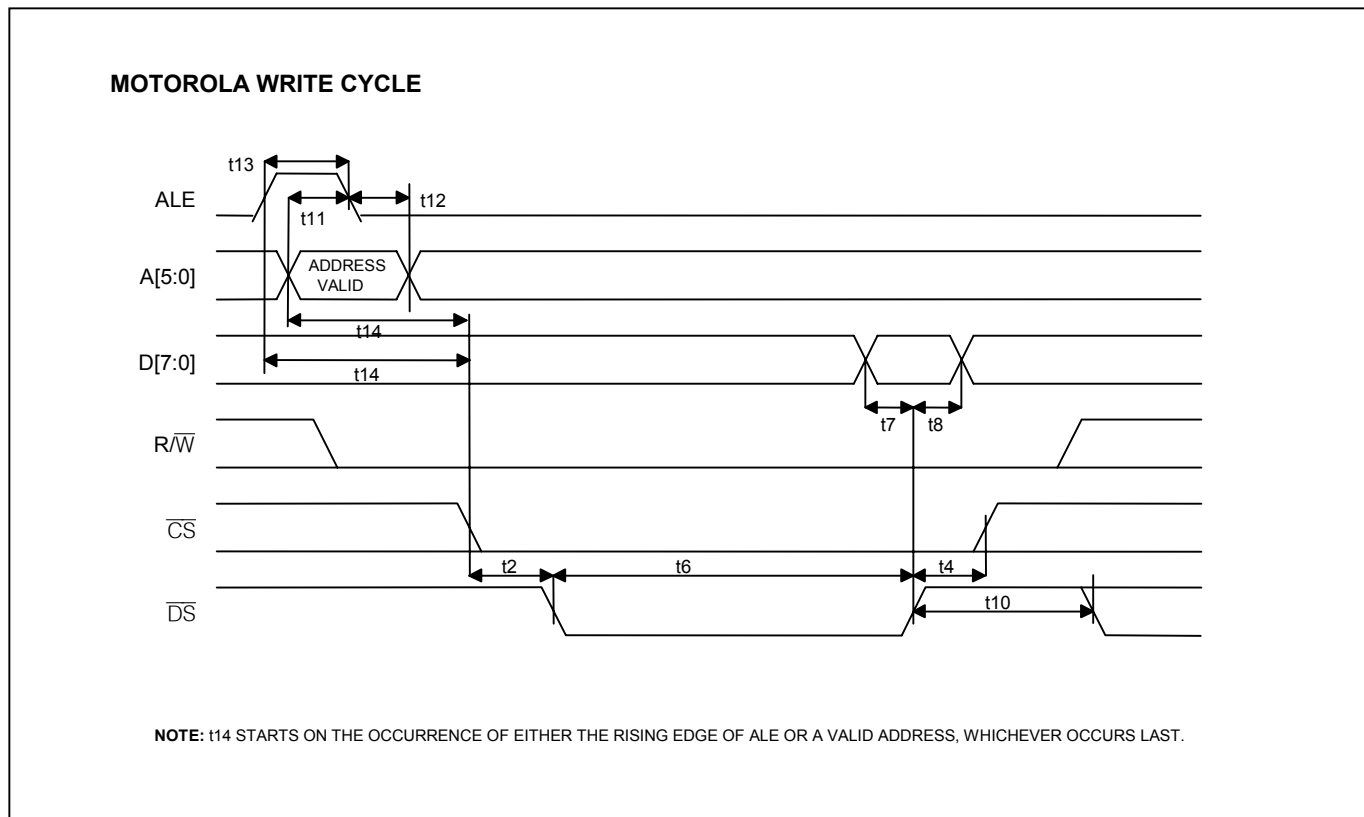 MOTOROLA WRITE CYCLE
t13
ALE
t11
t12
A[5:0]
ADDRESS
VALID
t14
D[7:0]
t14
t7
t8
R/W̅
C̅S̅
t2
t6
t4
D̅S̅
t10
NOTE: t14 STARTS ON THE OCCURRENCE OF EITHER THE RISING EDGE OF ALE OR A VALID ADDRESS, WHICHEVER OCCURS LAST.